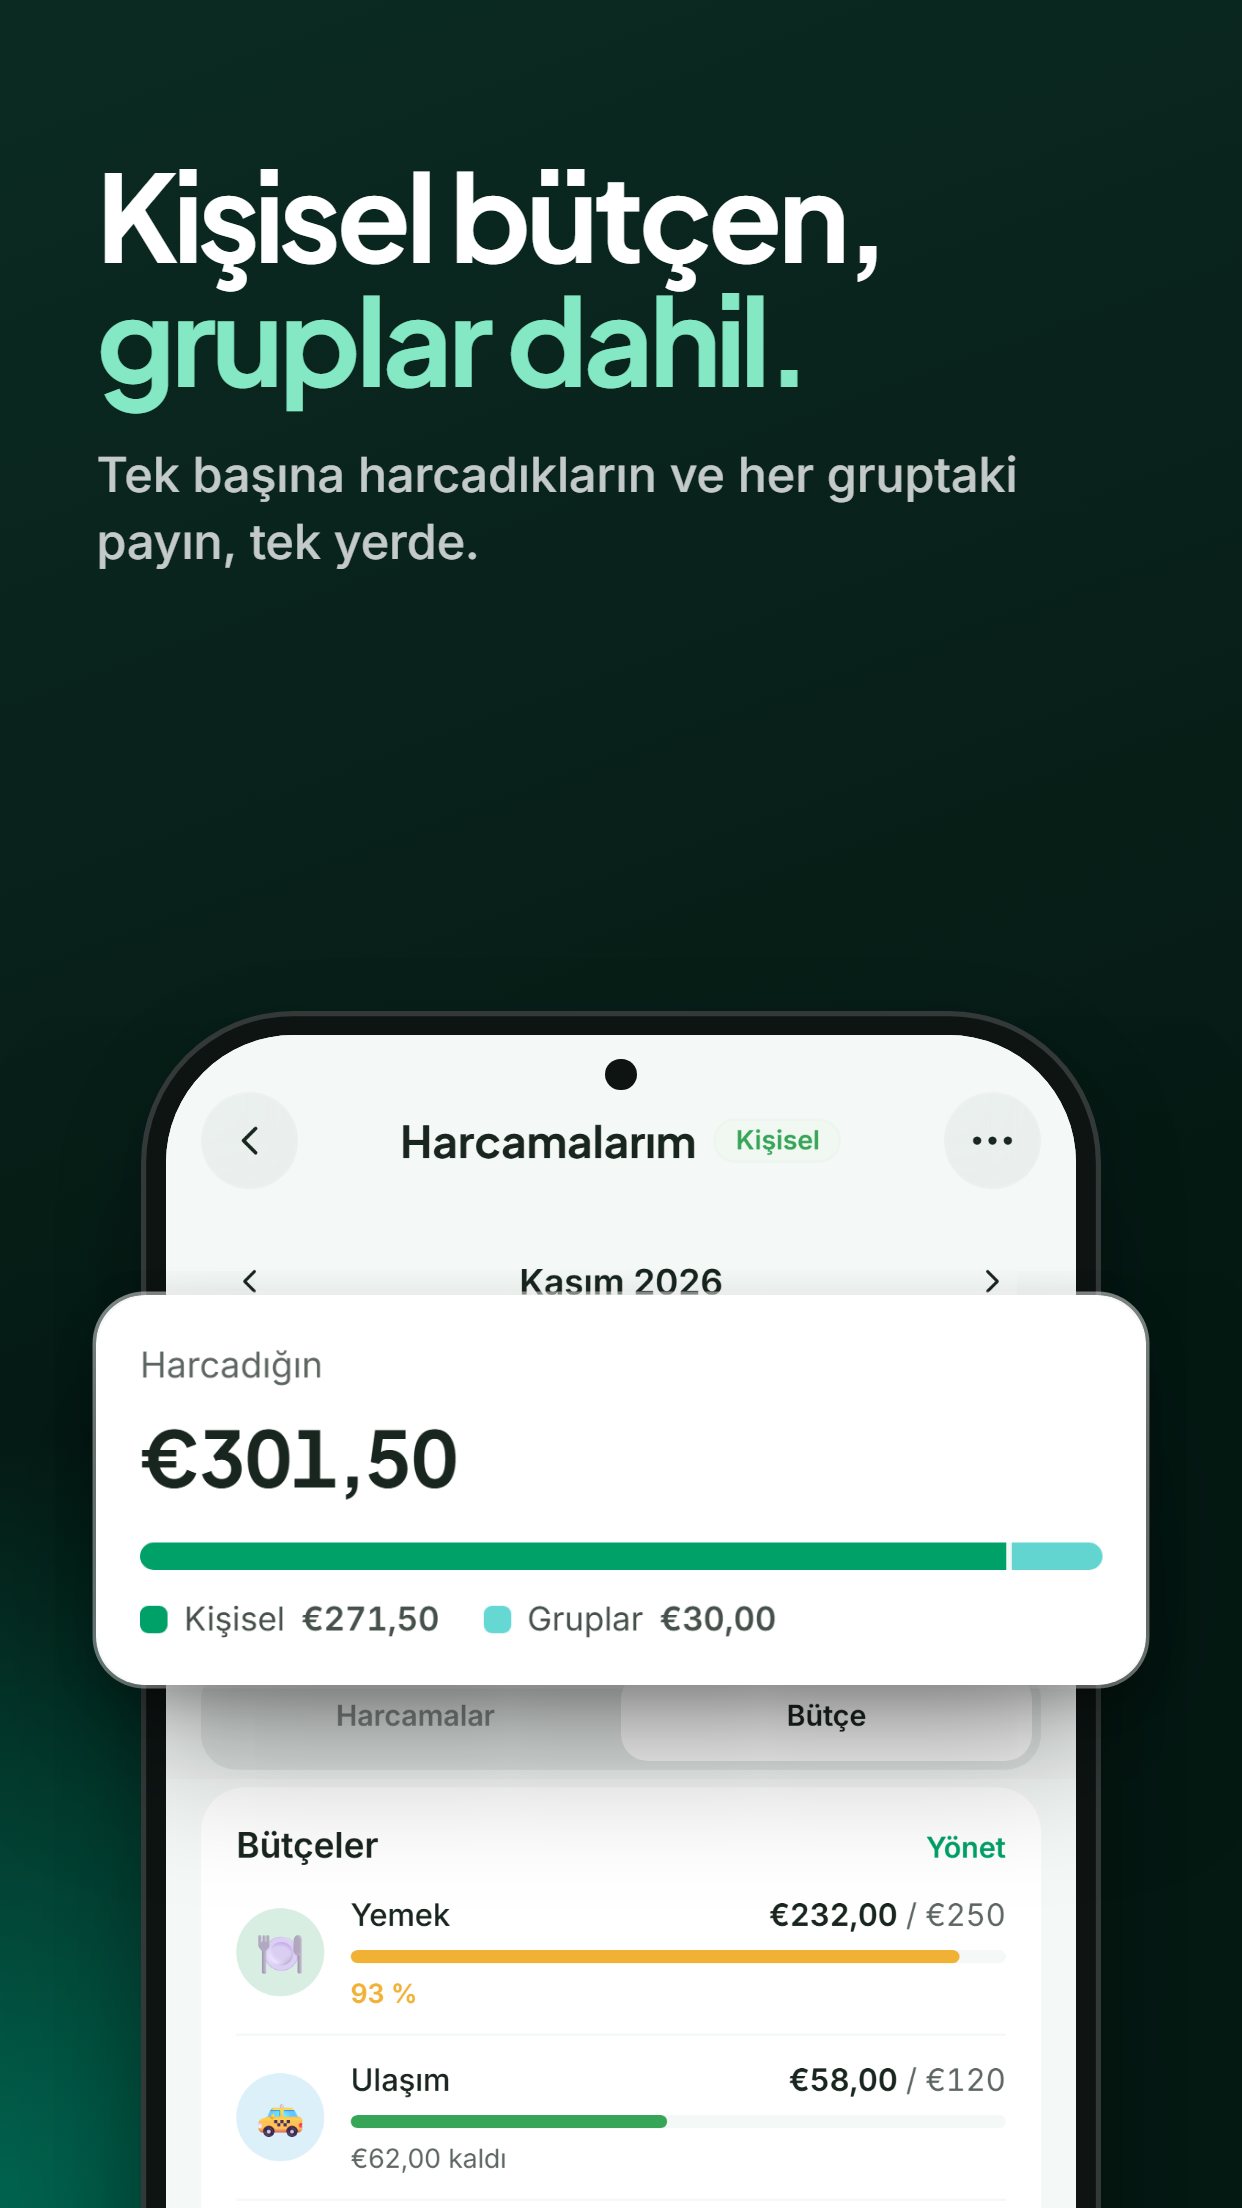 Kişisel bütçen,
gruplar dahil.
Tek başına harcadıkların ve her gruptaki
payın, tek yerde.
Harcamalarım Kişisel
Kasım 2026
Harcadığın
€301,50
Kişisel €271,50 Gruplar €30,00
Harcamalar Bütçe
Bütçeler Yönet
Yemek €232,00 / €250
93 %
Ulaşım €58,00 / €120
€62,00 kaldı